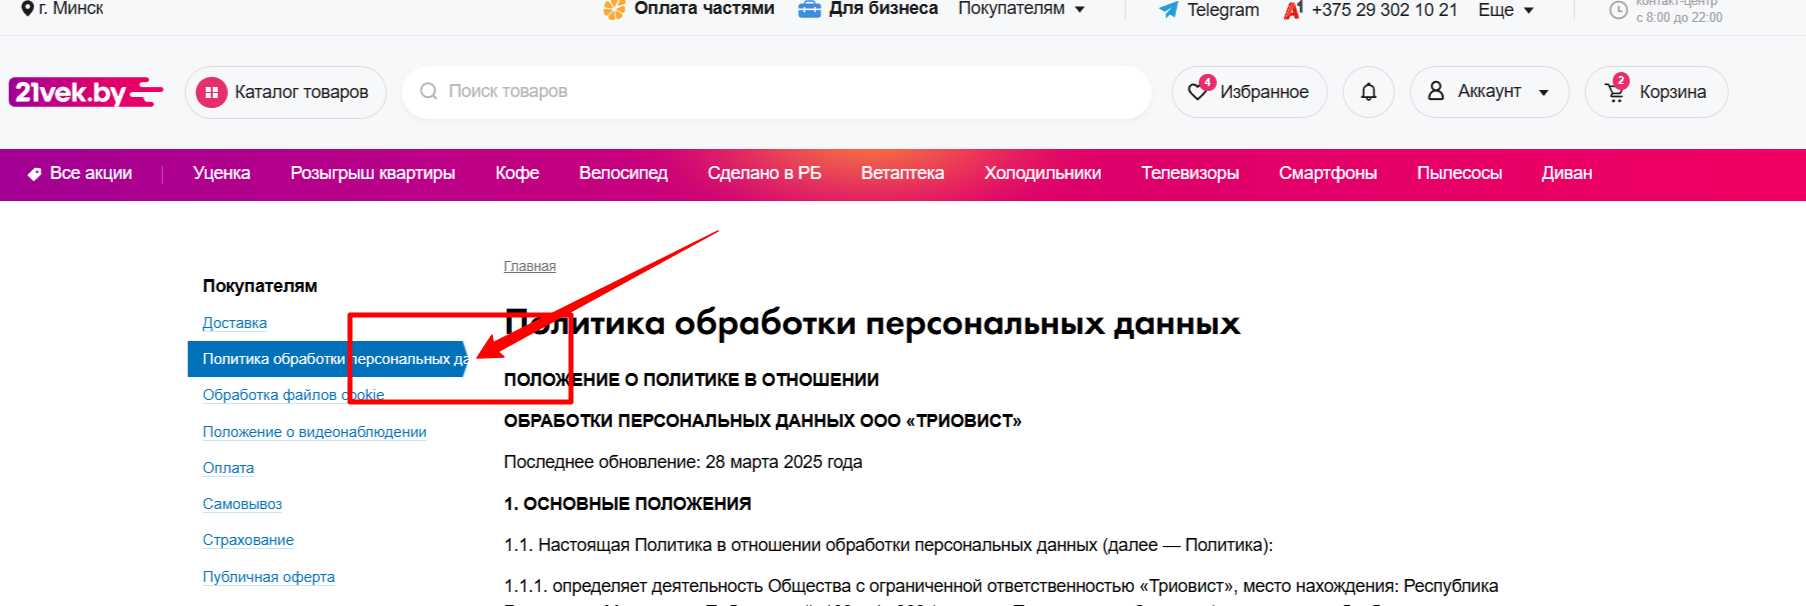 г. Минск
Оплата частями Для бизнеса Покупателям Telegram A1 +375 29 302 10 21 Еще контакт-центр
с 8:00 до 22:00
21vek.by Каталог товаров Поиск товаров 4 Избранное Аккаунт 2 Корзина
Все акции Уценка Розыгрыш квартиры Кофе Велосипед Сделано в РБ Ветаптека Холодильники Телевизоры Смартфоны Пылесосы Диван
Покупателям
Доставка
Политика обработки персональных да
Обработка файлов cookie
Положение о видеонаблюдении
Оплата
Самовывоз
Страхование
Публичная оферта
Главная
Политика обработки персональных данных
ПОЛОЖЕНИЕ О ПОЛИТИКЕ В ОТНОШЕНИИ
ОБРАБОТКИ ПЕРСОНАЛЬНЫХ ДАННЫХ ООО «ТРИОВИСТ»
Последнее обновление: 28 марта 2025 года
1. ОСНОВНЫЕ ПОЛОЖЕНИЯ
1.1. Настоящая Политика в отношении обработки персональных данных (далее — Политика):
1.1.1. определяет деятельность Общества с ограниченной ответственностью «Триовист», место нахождения: Республика